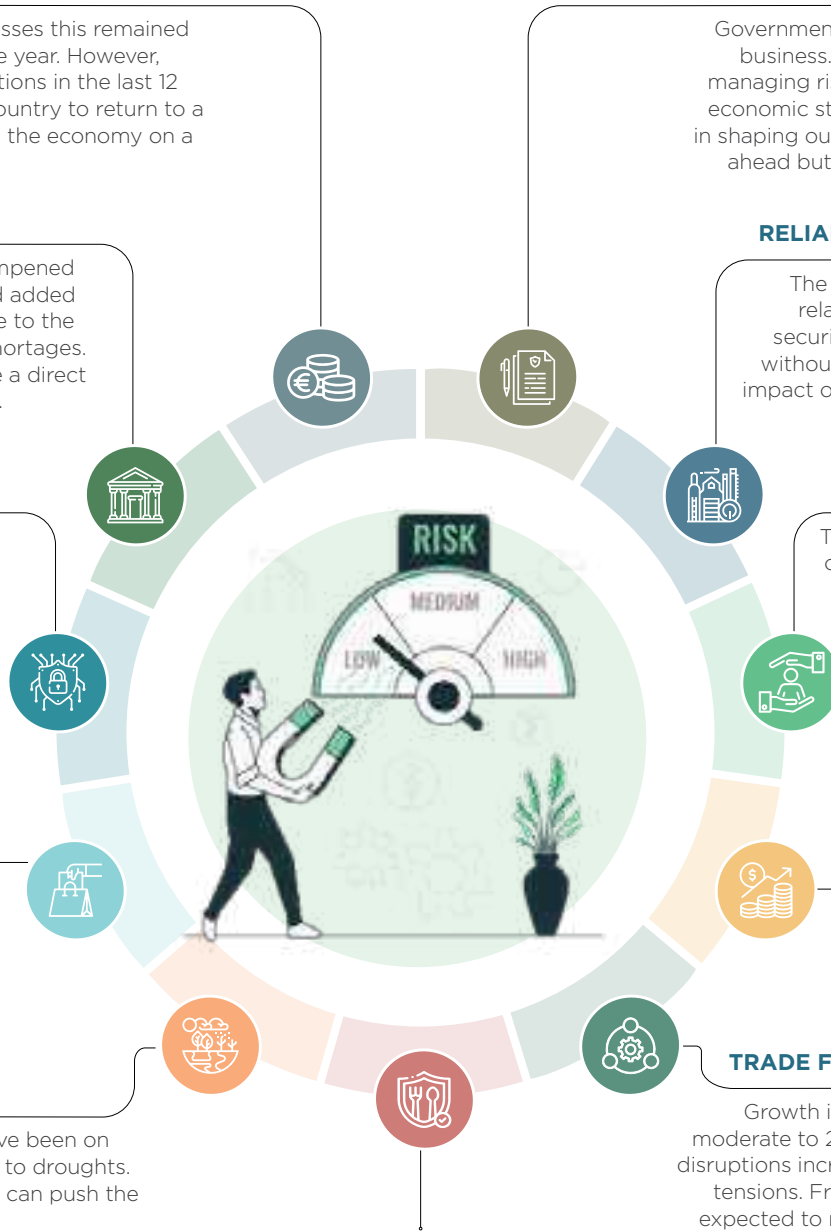 sses this remained
e year. However,
tions in the last 12
ountry to return to a
the economy on a
Governmen
business.
managing ris
economic st
in shaping ou
ahead but
mpened
d added
e to the
hortages.
e a direct
.
RELIA
The
rela
securi
without
impact o
T
c
RISK
LOW
MEDIUM
HIGH
ve been on
to droughts.
can push the
TRADE F
Growth i
moderate to 2
disruptions incr
tensions. Fr
expected to r